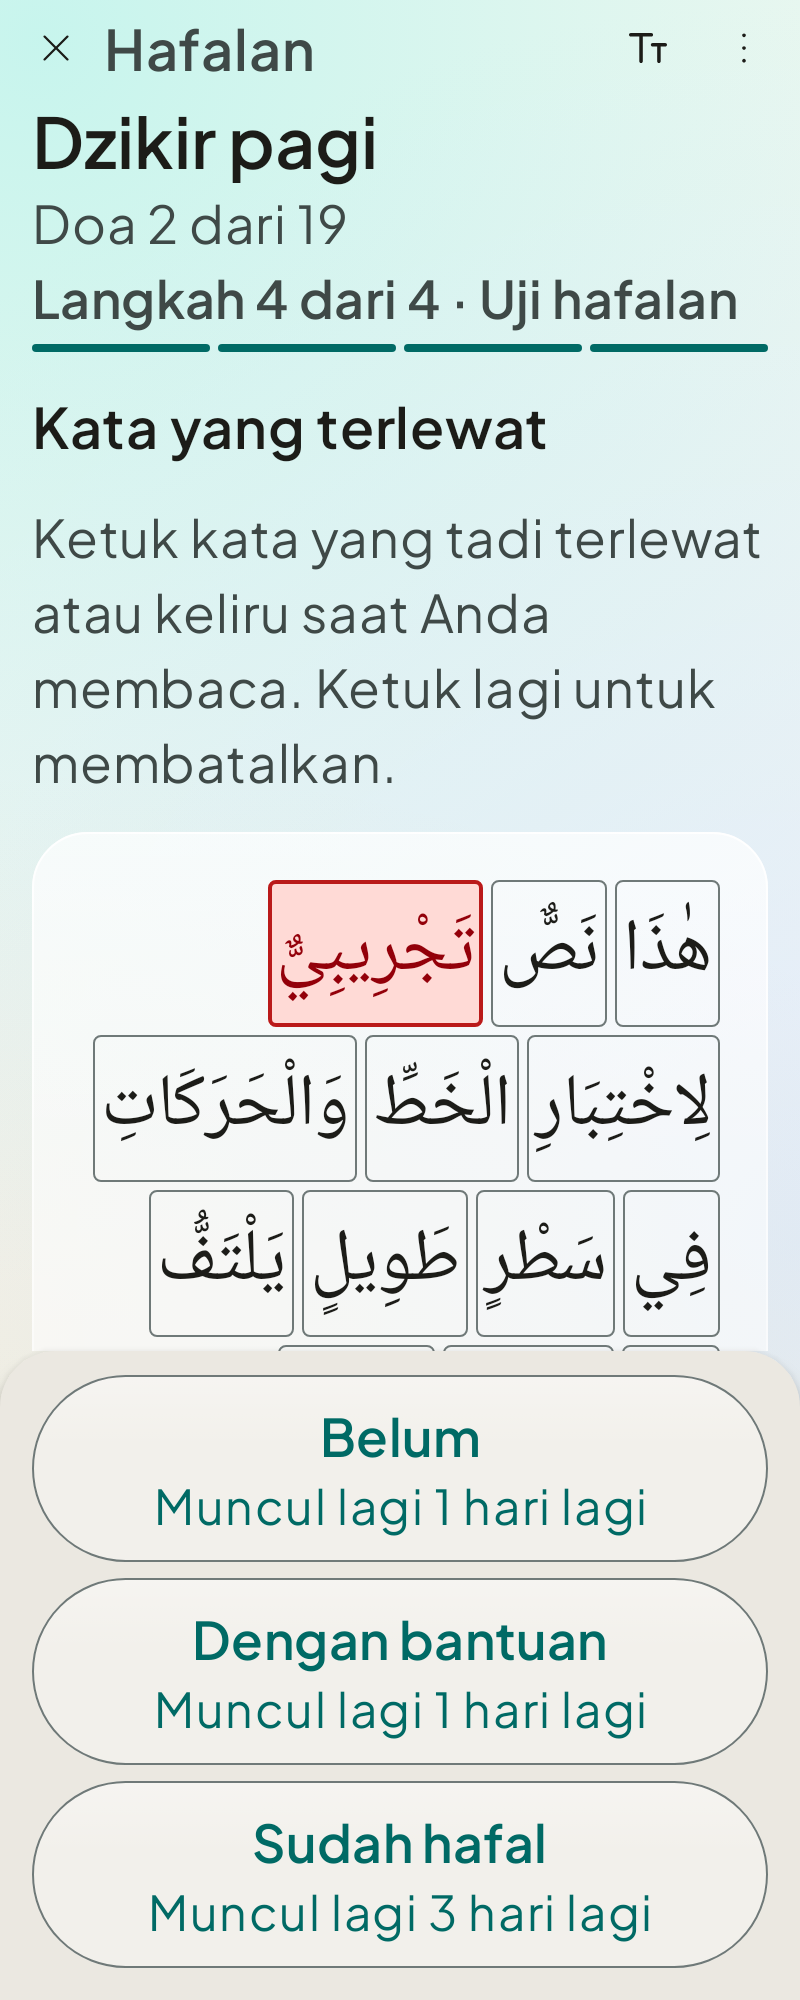 Hafalan
Dzikir pagi
Doa 2 dari 19
Langkah 4 dari 4 · Uji hafalan
Kata yang terlewat
Ketuk kata yang tadi terlewat
atau keliru saat Anda
membaca. Ketuk lagi untuk
membatalkan.
هٰذَا نَصٌّ تَجْرِيبِيٌّ
لِاخْتِبَارِ الْخَطِّ وَالْحَرَكَاتِ
فِي سَطْرٍ طَوِيلٍ يَلْتَفُّ
Belum
Muncul lagi 1 hari lagi
Dengan bantuan
Muncul lagi 1 hari lagi
Sudah hafal
Muncul lagi 3 hari lagi